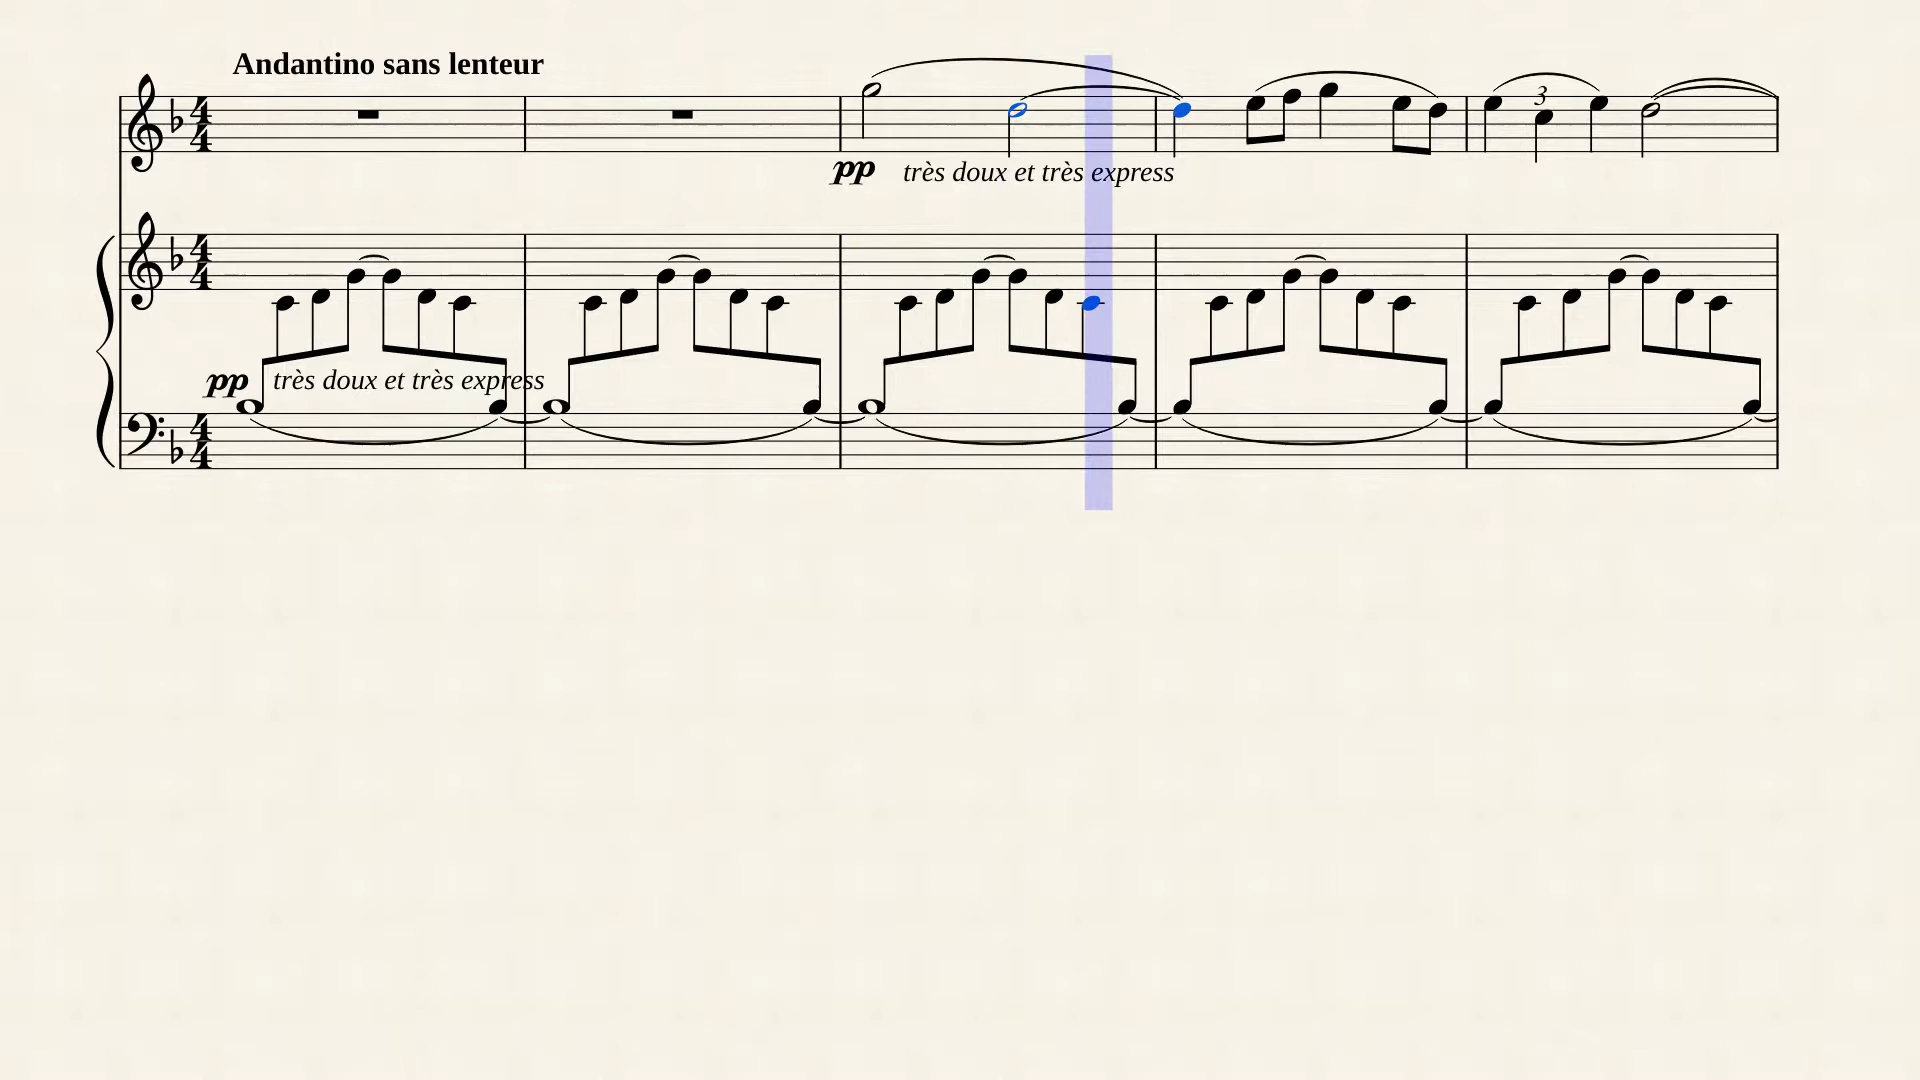 Andantino sans lenteur
3
pp très doux et très express
pp très doux et très express